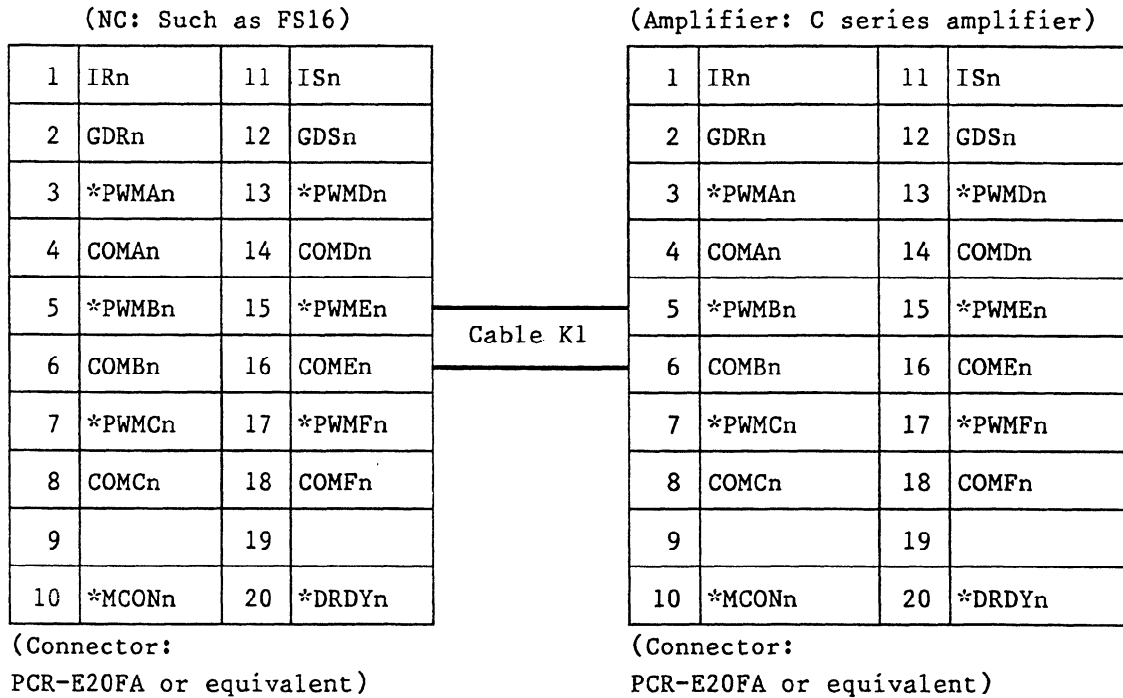 (NC: Such as FS16) (Amplifier: C series amplifier)
1 IRn 11 ISn 1 IRn 11 ISn
2 GDRn 12 GDSn 2 GDRn 12 GDSn
3 *PWMAn 13 *PWMDn 3 *PWMAn 13 *PWMDn
4 COMAn 14 COMDn 4 COMAn 14 COMDn
5 *PWMBn 15 *PWMEn 5 *PWMBn 15 *PWMEn
Cable K1
6 COMBn 16 COMEn 6 COMBn 16 COMEn
7 *PWMCn 17 *PWMFn 7 *PWMCn 17 *PWMFn
8 COMCn 18 COMFn 8 COMCn 18 COMFn
9 19 9 19
10 *MCONn 20 *DRDYn 10 *MCONn 20 *DRDYn
(Connector: (Connector:
PCR-E20FA or equivalent) PCR-E20FA or equivalent)